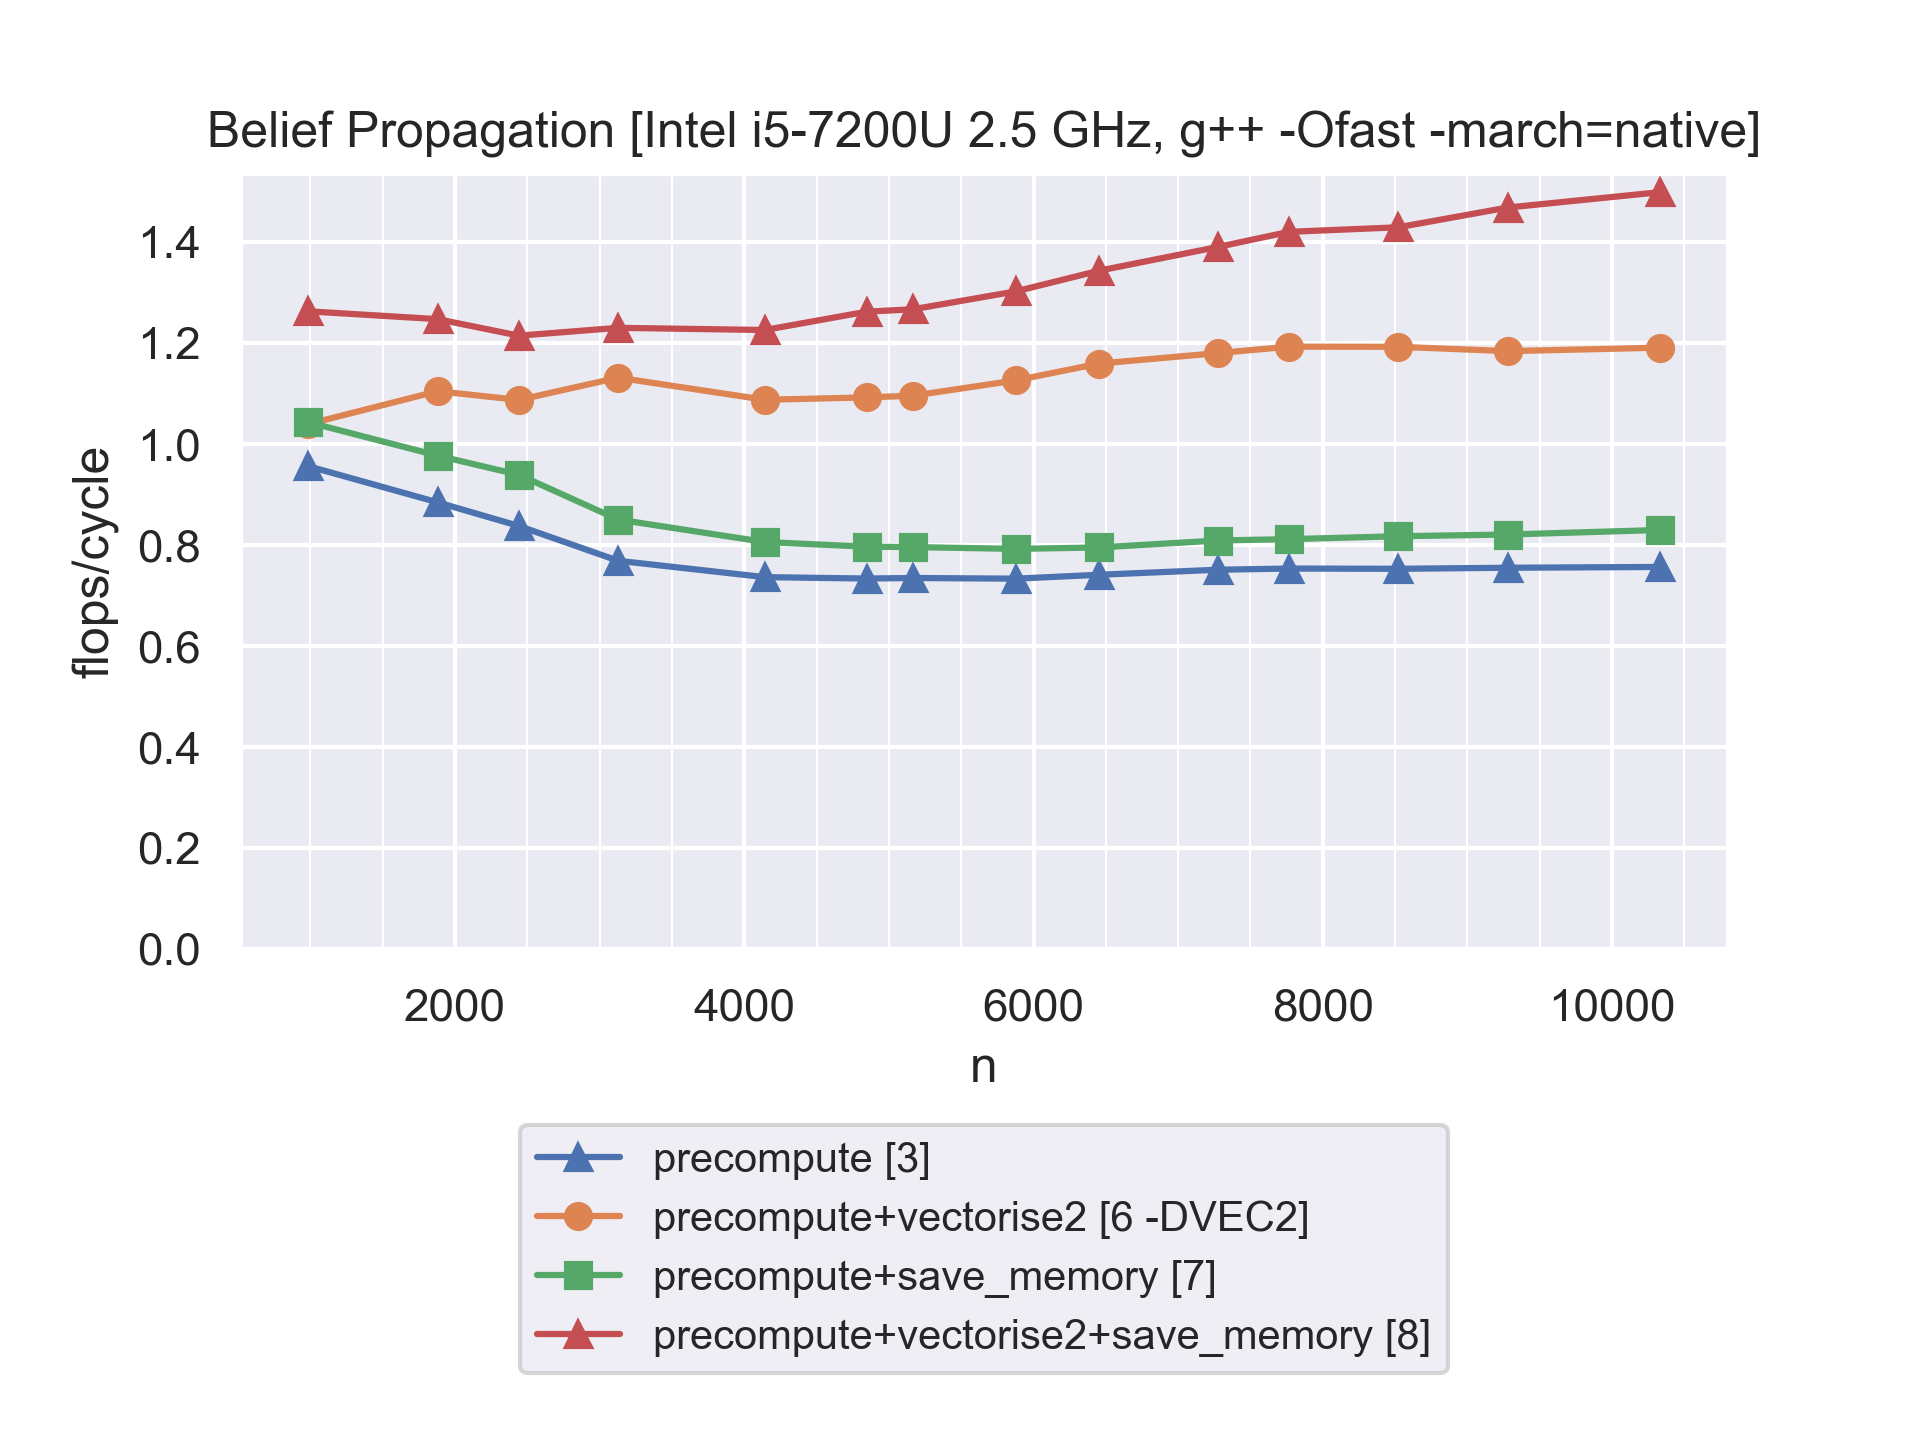 Belief Propagation [Intel i5-7200U 2.5 GHz, g++ -Ofast -march=native]
1.4
1.2
1.0
0.8
0.6
0.4
0.2
0.0
flops/cycle
2000 4000 6000 8000 10000
n
precompute [3]
precompute+vectorise2 [6 -DVEC2]
precompute+save_memory [7]
precompute+vectorise2+save_memory [8]